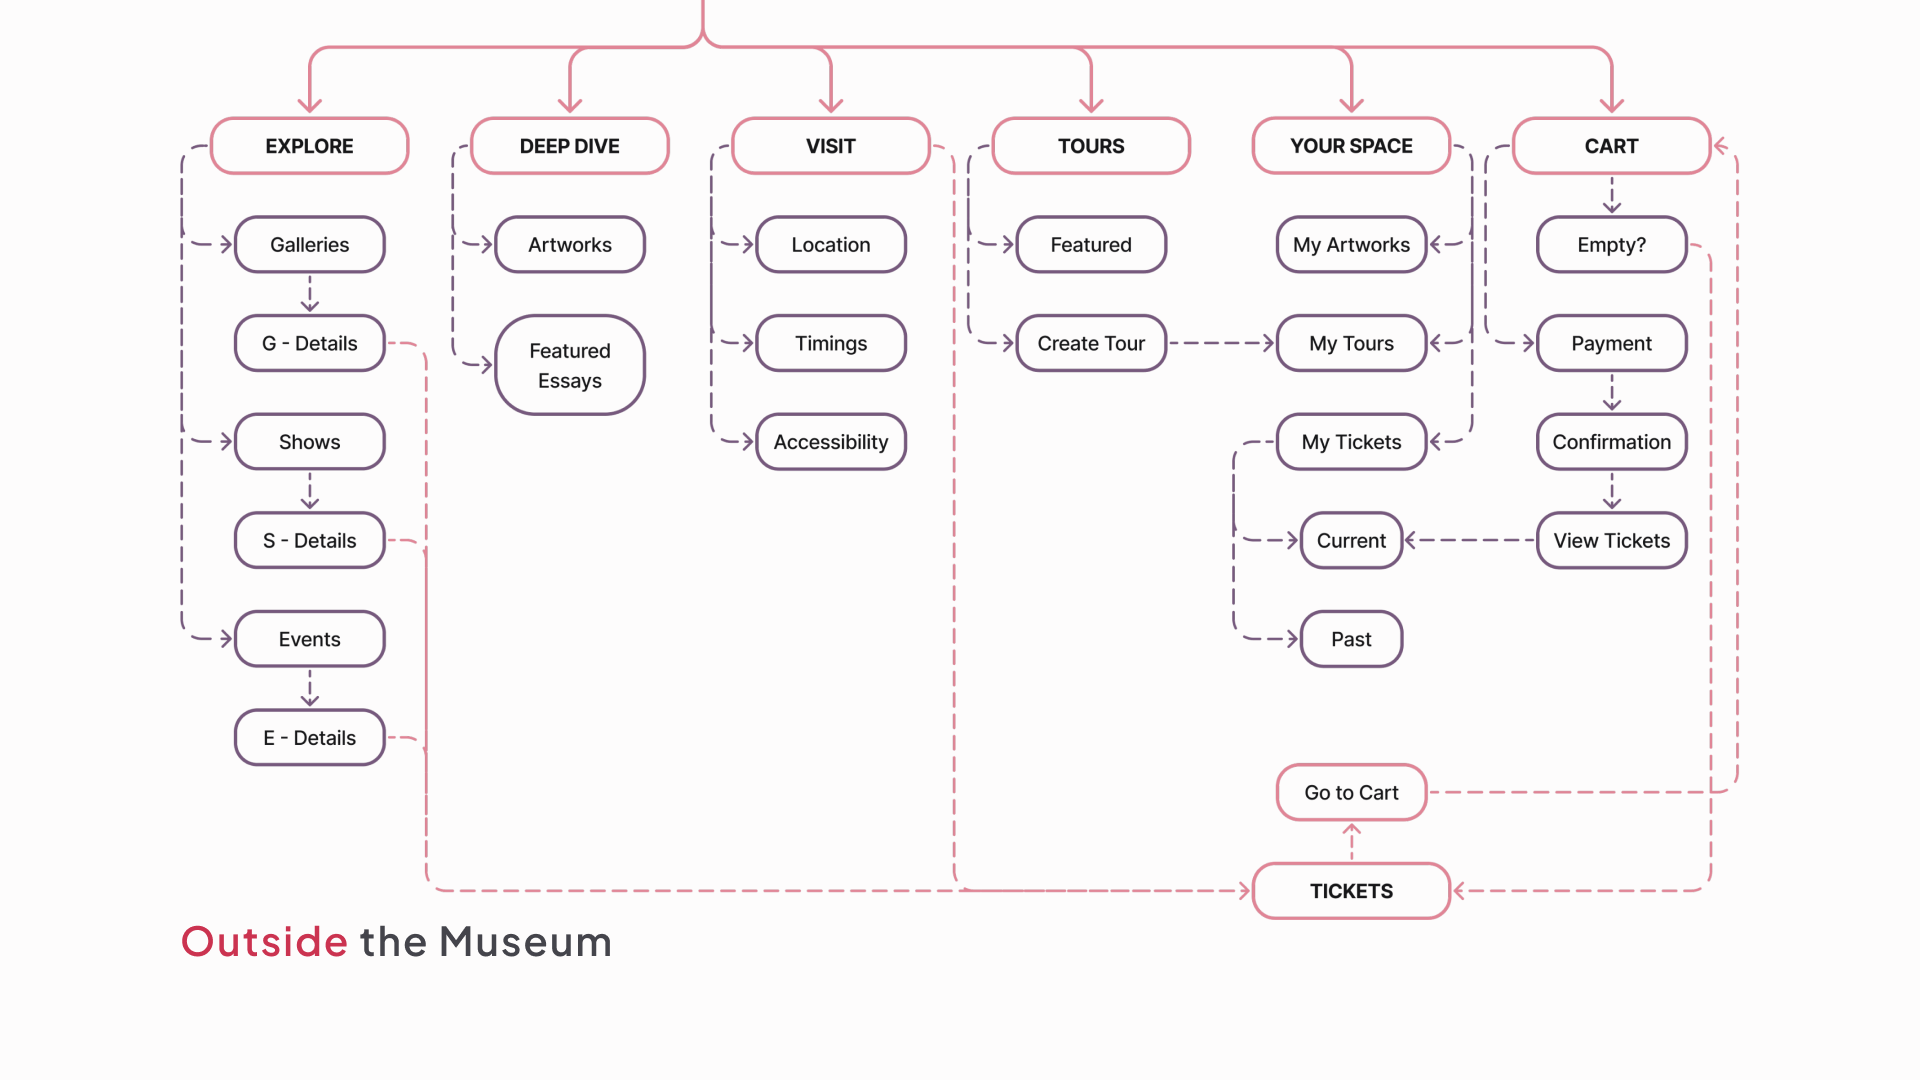 EXPLORE
DEEP DIVE
VISIT
TOURS
YOUR SPACE
CART
Galleries
Artworks
Location
Featured
My Artworks
Empty?
G - Details
Featured
Essays
Timings
Create Tour
My Tours
Payment
Shows
Accessibility
My Tickets
Confirmation
S - Details
Current
View Tickets
Events
Past
E - Details
Go to Cart
TICKETS
Outside the Museum